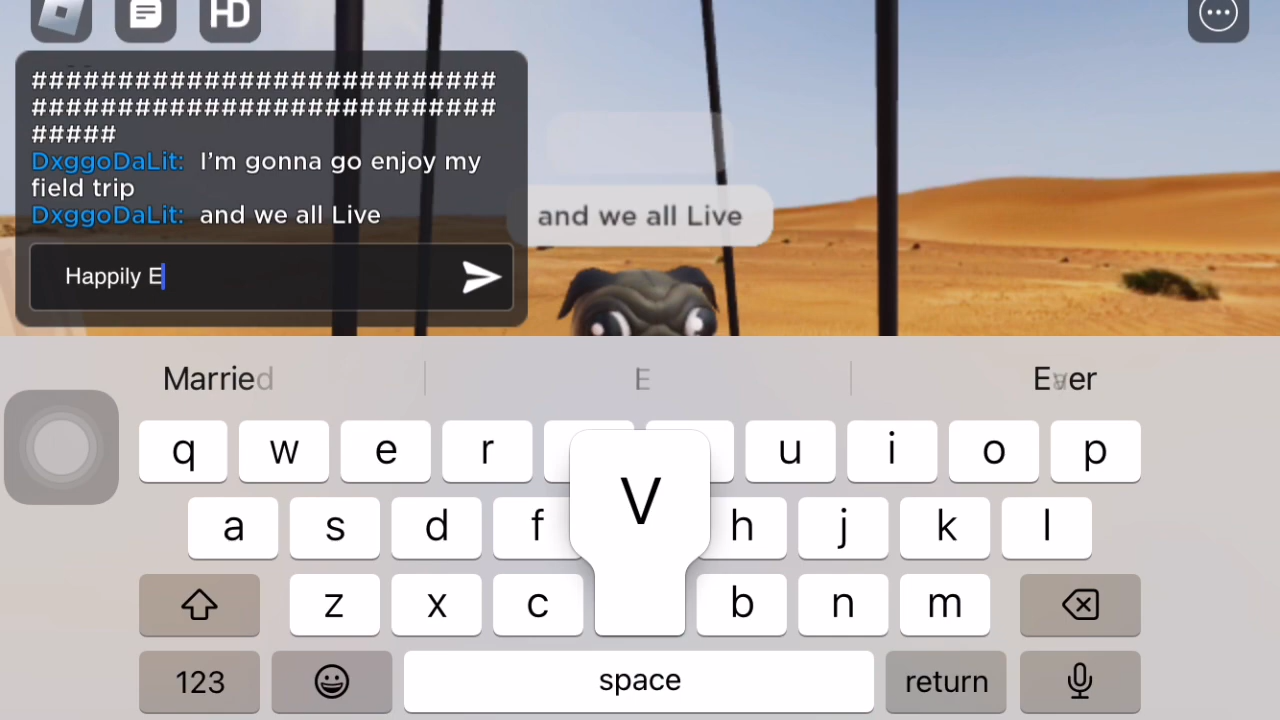 HD
###########################
###########################
#####
DxggoDaLit: I'm gonna go enjoy my
field trip
DxggoDaLit: and we all Live
and we all Live
Happily E
Married E Ever
q w e r u i o p
a s d f h j k l
V
z x c b n m
123 space return